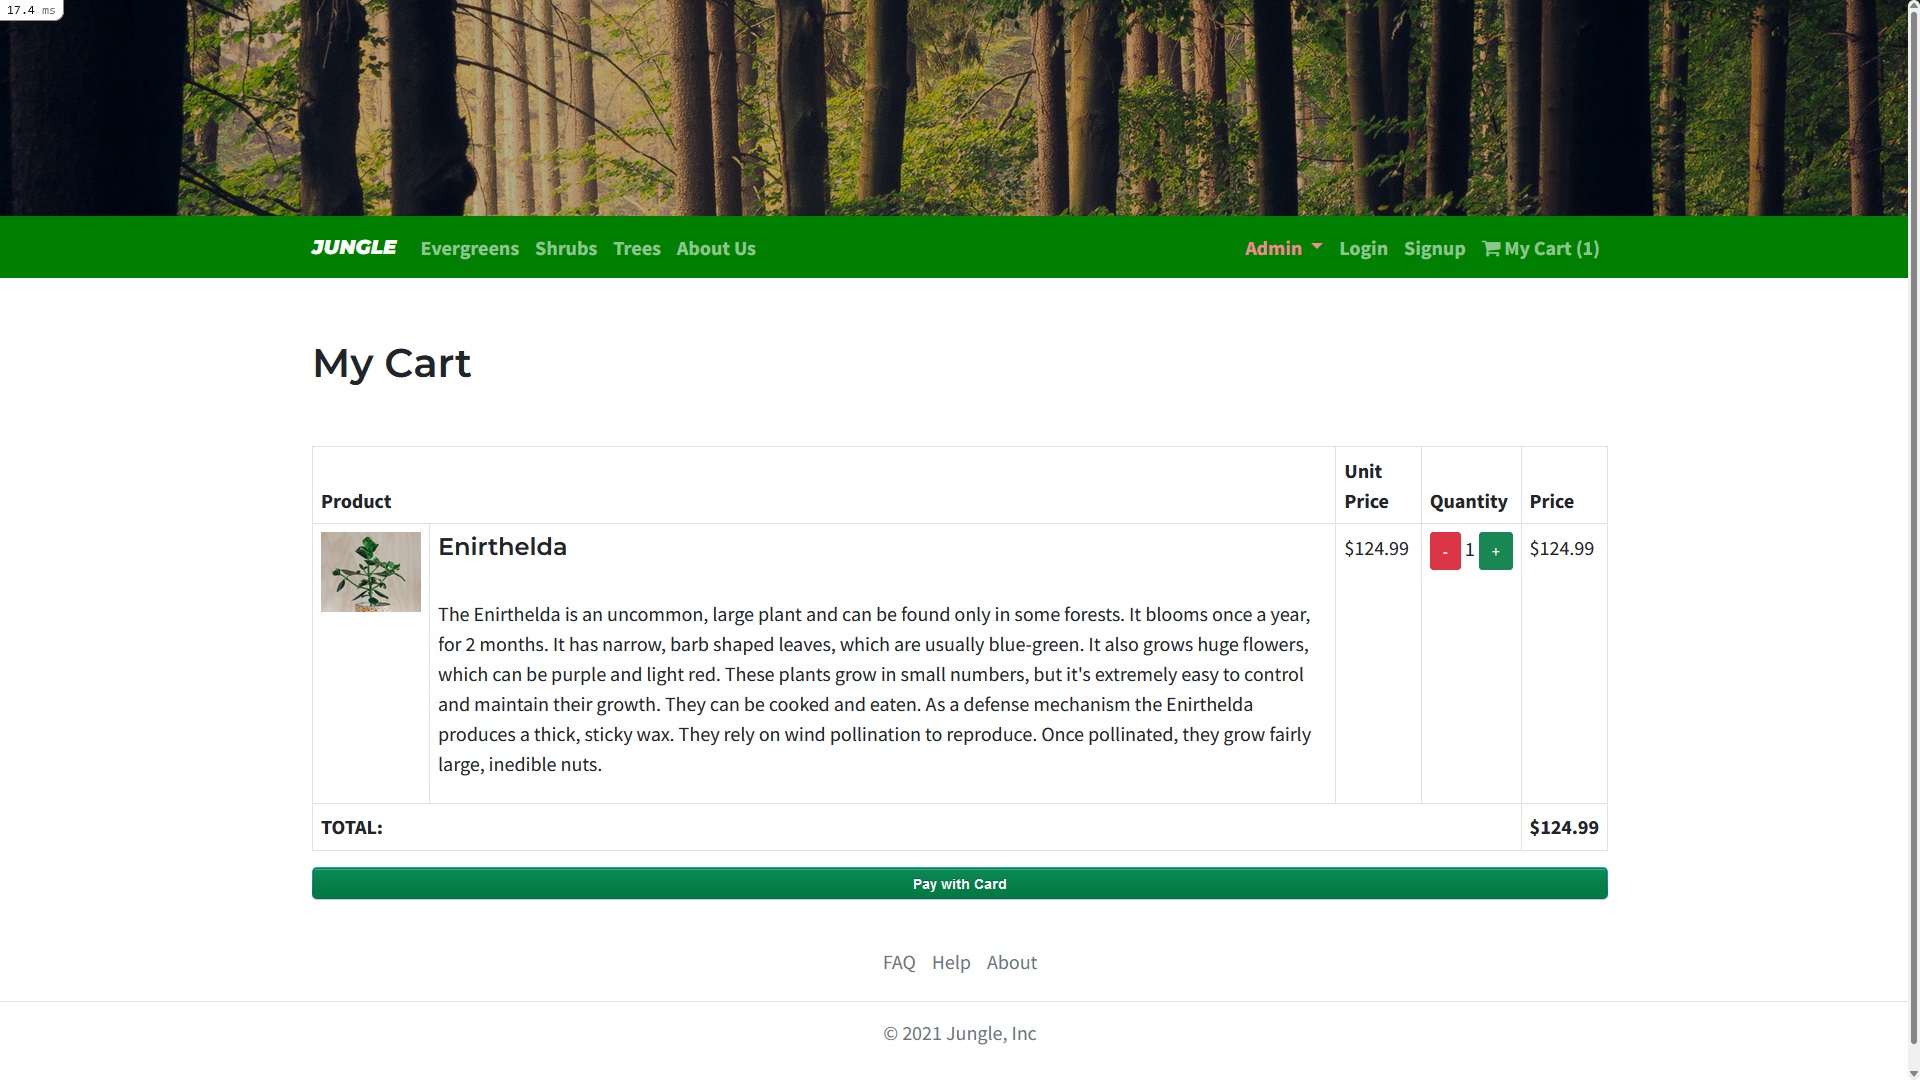 17.4 ms
JUNGLE Evergreens Shrubs Trees About Us Admin Login Signup My Cart (1)
My Cart
Product Unit Price Quantity Price
Enirthelda $124.99 - 1 + $124.99
The Enirthelda is an uncommon, large plant and can be found only in some forests. It blooms once a year,
for 2 months. It has narrow, barb shaped leaves, which are usually blue-green. It also grows huge flowers,
which can be purple and light red. These plants grow in small numbers, but it's extremely easy to control
and maintain their growth. They can be cooked and eaten. As a defense mechanism the Enirthelda
produces a thick, sticky wax. They rely on wind pollination to reproduce. Once pollinated, they grow fairly
large, inedible nuts.
TOTAL: $124.99
Pay with Card
FAQ Help About
© 2021 Jungle, Inc